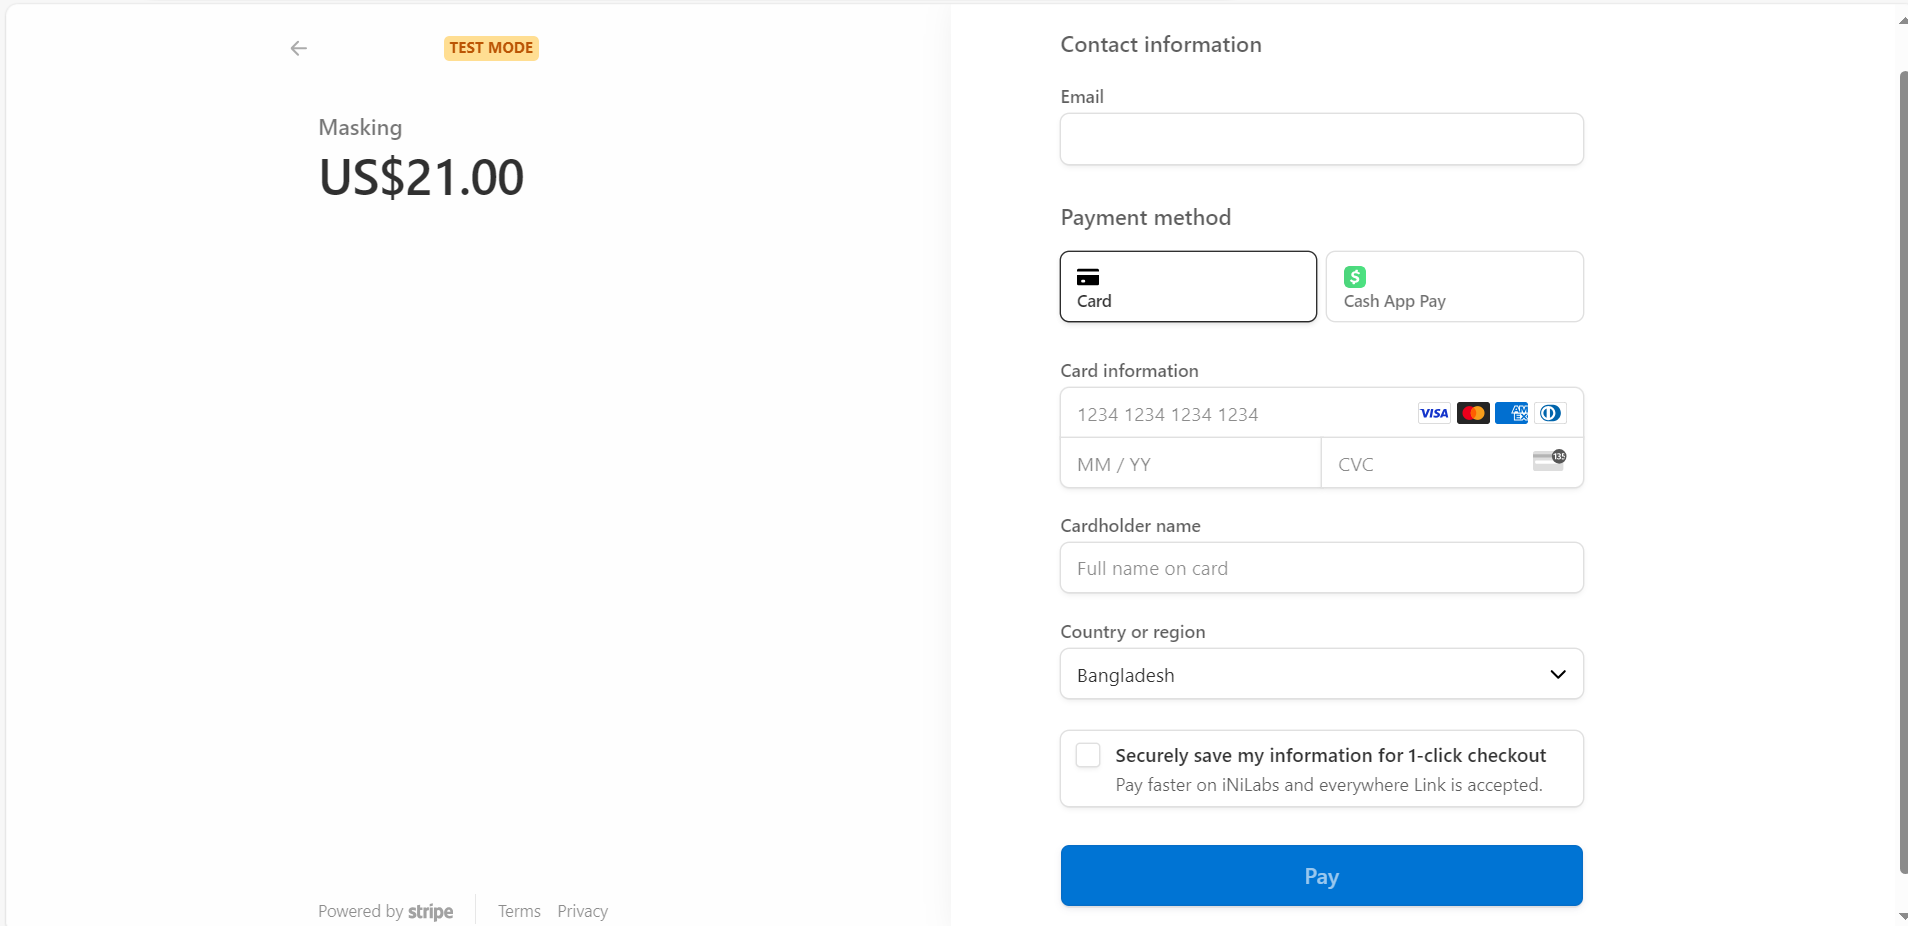 TEST MODE
Masking
US$21.00
Powered by stripe
Terms
Privacy
Contact information
Email
Payment method
Card
Cash App Pay
Card information
1234 1234 1234 1234
VISA
AM
EX
MM / YY
CVC
135
Cardholder name
Full name on card
Country or region
Bangladesh
Securely save my information for 1-click checkout
Pay faster on iNiLabs and everywhere Link is accepted.
Pay